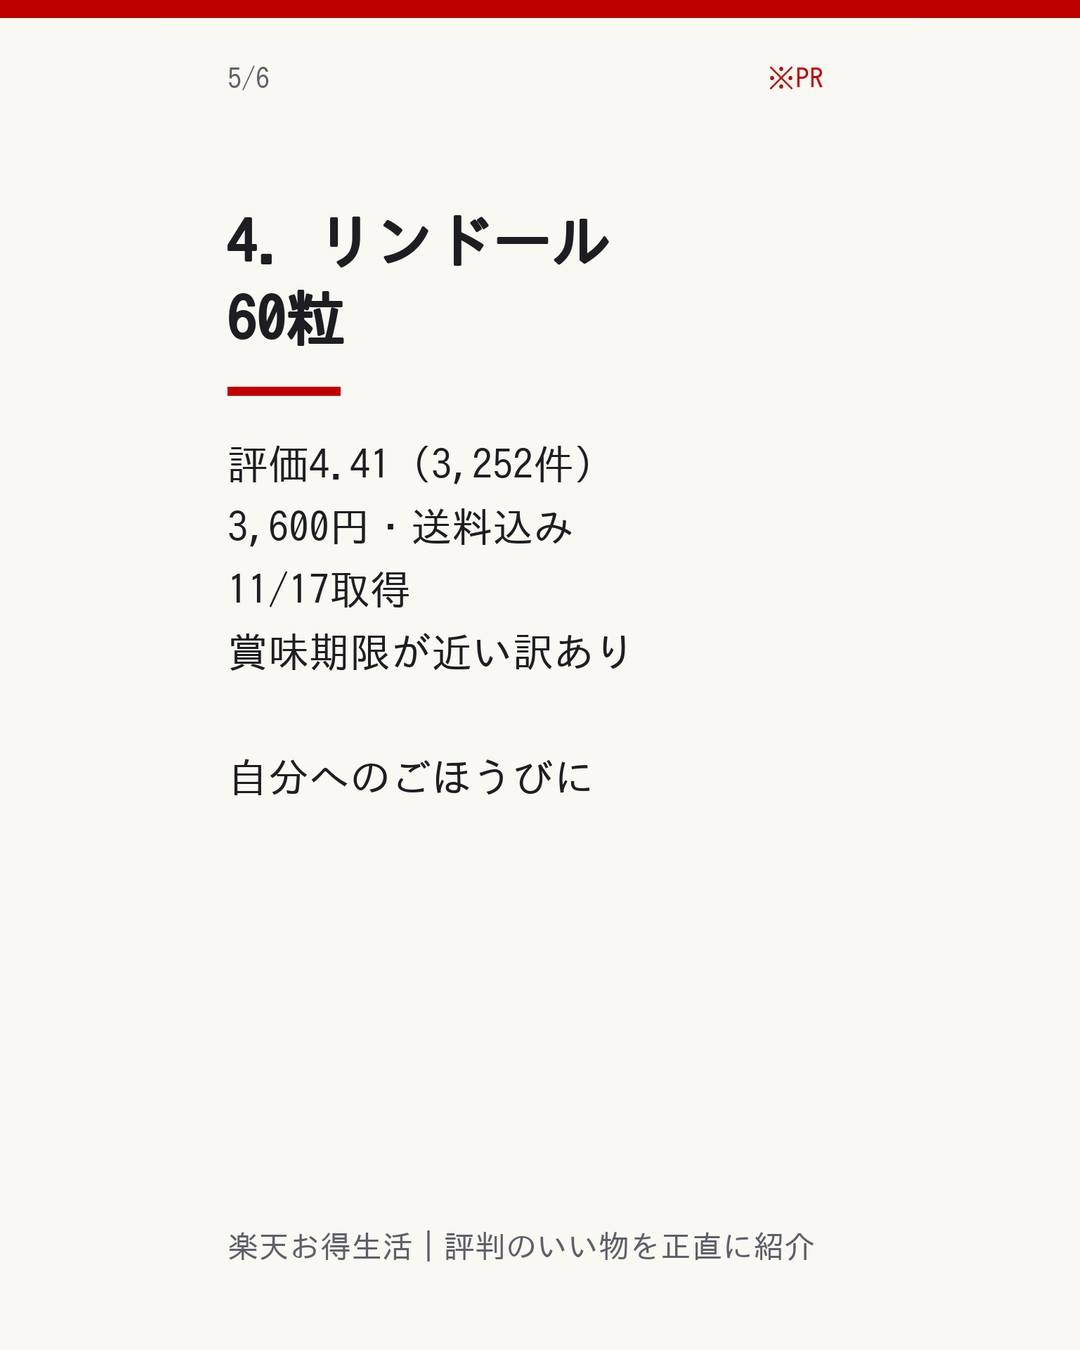 5/6
※PR
4. リンドール
60粒
評価4.41（3,252件）
3,600円・送料込み
11/17取得
賞味期限が近い訳あり
自分へのごほうびに
楽天お得生活｜評判のいい物を正直に紹介